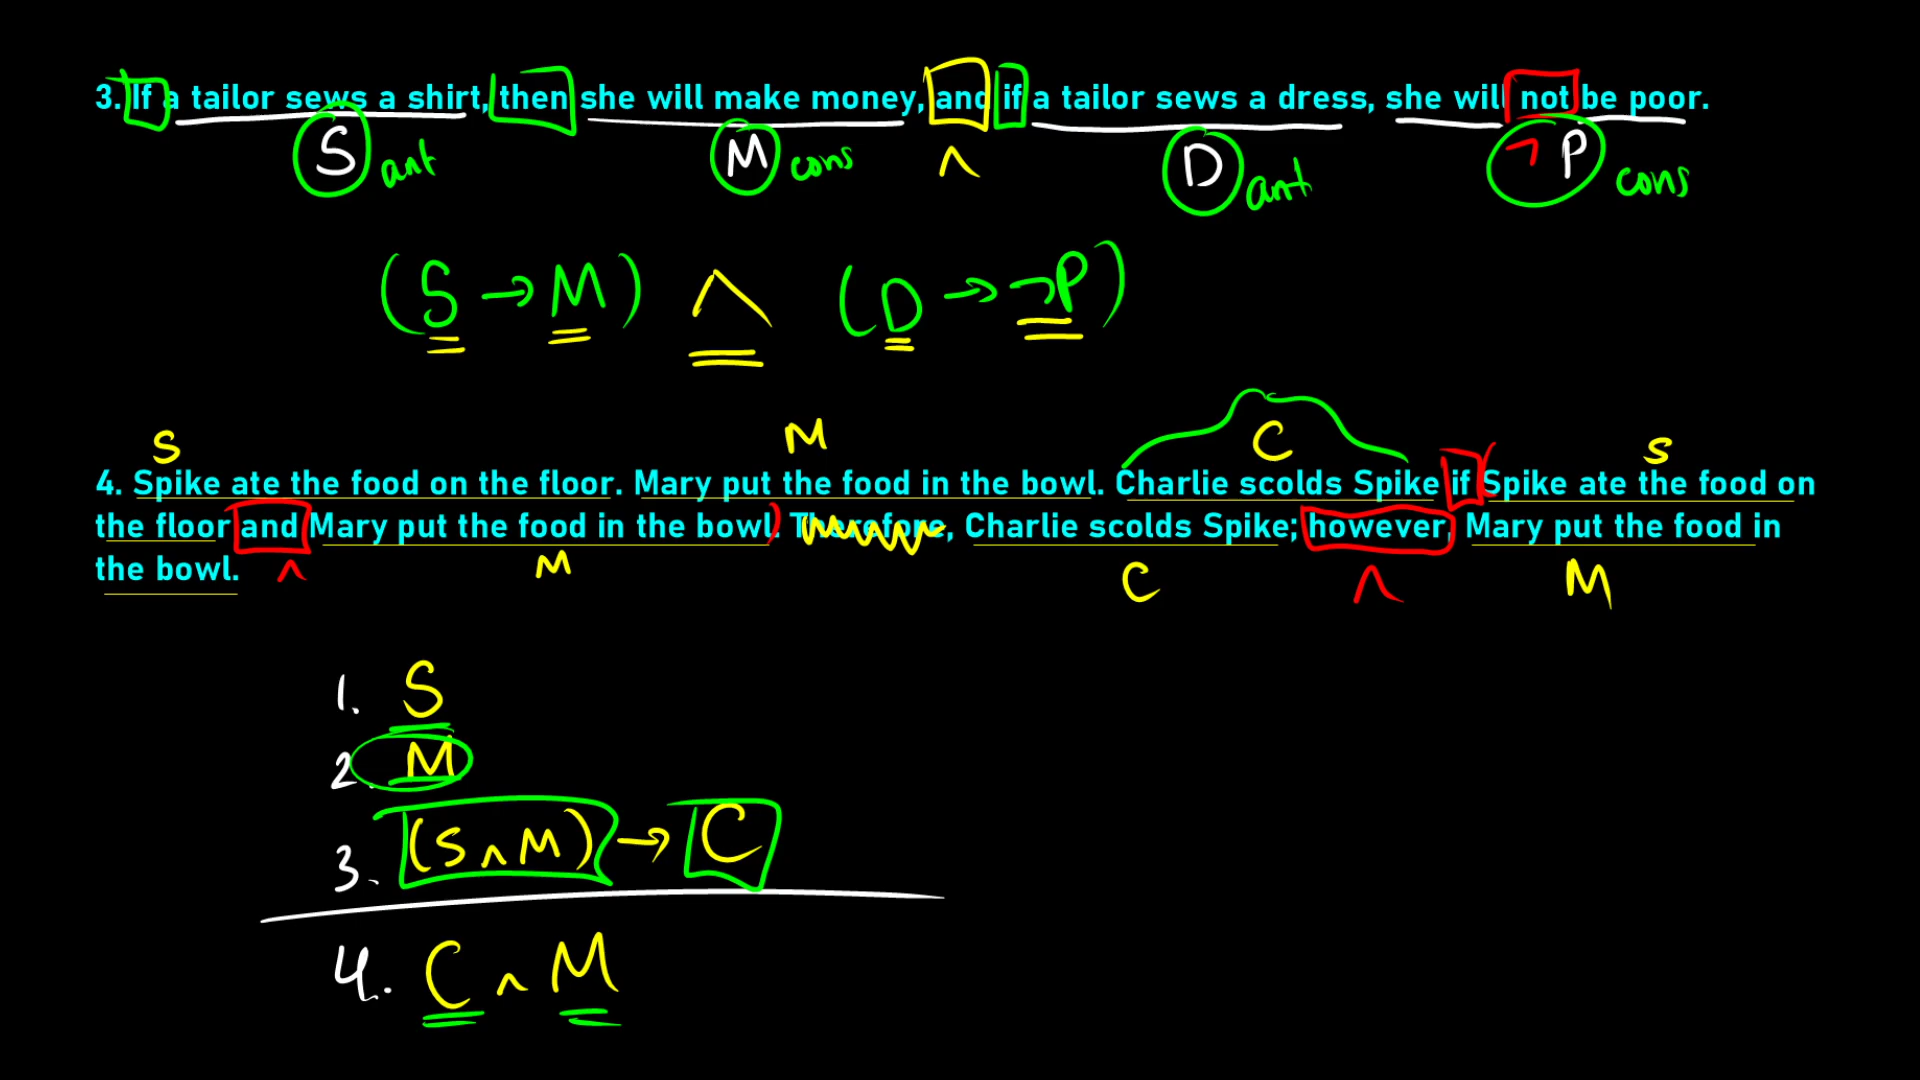 3. If a tailor sews a shirt, then she will make money, and if a tailor sews a dress, she will not be poor.
S ant M cons ∧ D ant ¬P cons
(S → M) ∧ (D → ¬P)
S M C S
4. Spike ate the food on the floor. Mary put the food in the bowl. Charlie scolds Spike if (Spike ate the food on
the floor and Mary put the food in the bowl.) Therefore, Charlie scolds Spike; however, Mary put the food in
the bowl. ∧ M C ∧ M
1. S
2. M
3. (S ∧ M) → C
4. C ∧ M